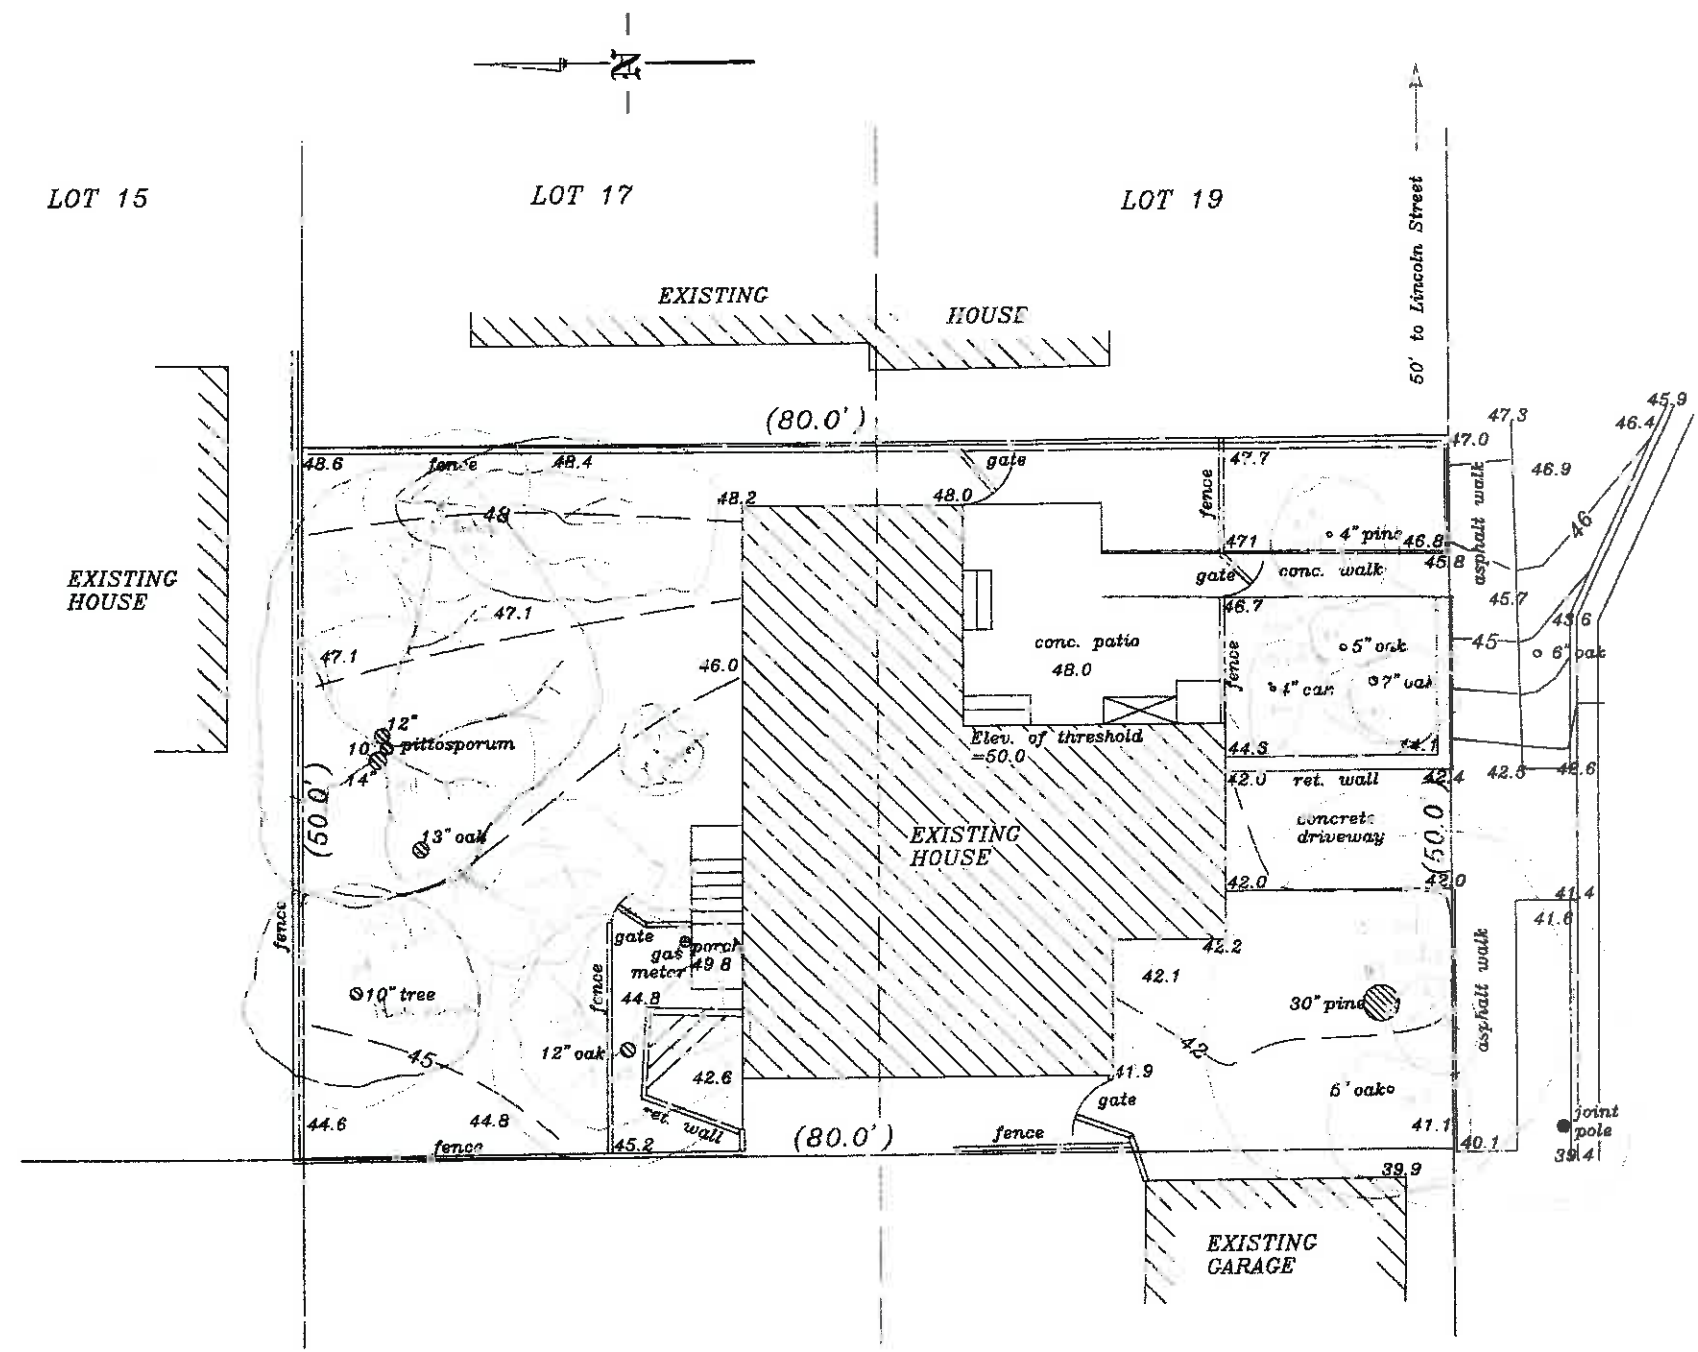 N
LOT 15
LOT 17
LOT 19
50' to Lincoln Street
EXISTING
HOUSE
(80.0')
45.9
47.3
46.4
47.0
48.6
fence
48.4
gate
47.7
46.9
asphalt walk
48.2
48.0
fence
48
46
4" pine
471
46.8
45.8
conc. walk
gate
EXISTING
HOUSE
47.1
46.7
45.7
43.6
47.1
46.0
conc. patio
48.0
fence
5" oak
45
6" oak
7" oak
12"
10
pittosporum
14"
Elev. of threshold
=50.0
44.3
44.1
42.0
ret. wall
42.4
(50.0')
13" oak
EXISTING
HOUSE
concrete
driveway
(50.0')
42.0
42.0
41.4
41.6
fence
gate
gas
meter
porch
49.8
42.2
42.1
asphalt walk
10" tree
fence
44.8
30" pine
12" oak
42
45
42.6
41.9
gate
44.6
44.8
ret. wall
41.1
joint
pole
fence
45.2
(80.0')
fence
40.1
39.4
39.9
EXISTING
GARAGE